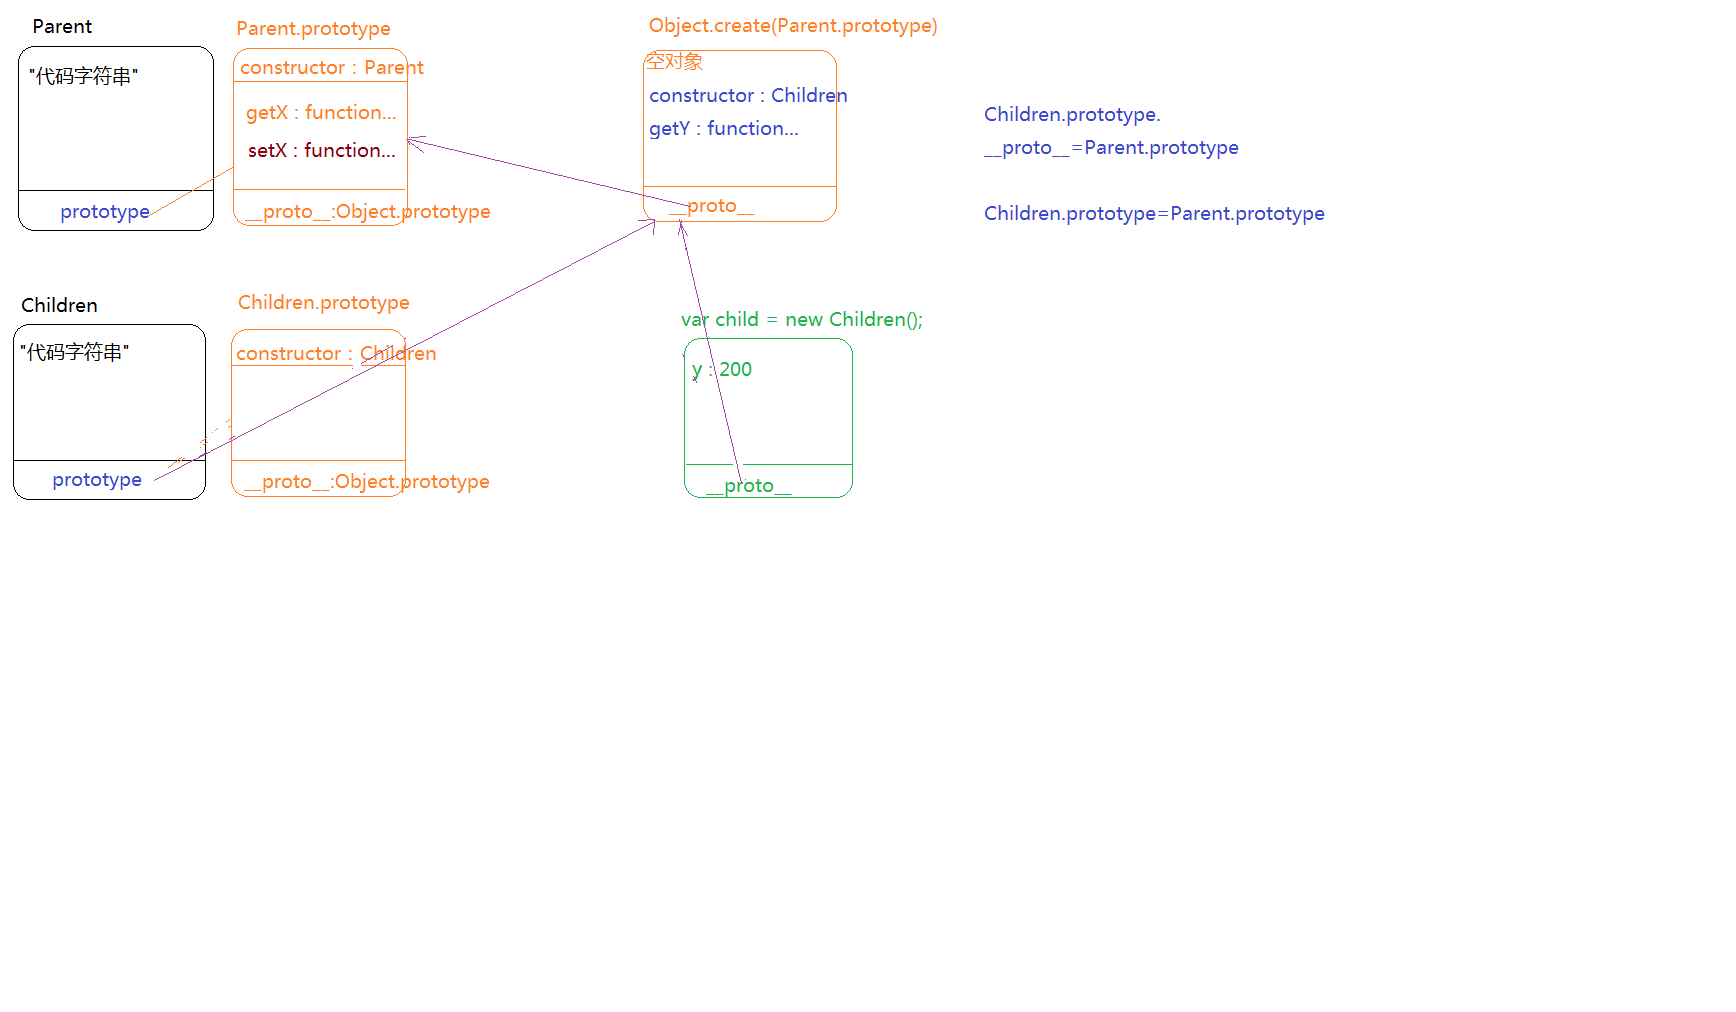 Parent
"代码字符串"
prototype
Parent.prototype
constructor : Parent
getX : function...
setX : function...
__proto__:Object.prototype
Object.create(Parent.prototype)
空对象
constructor : Children
getY : function...
__proto__
Children.prototype.
__proto__=Parent.prototype
Children.prototype=Parent.prototype
Children
"代码字符串"
prototype
Children.prototype
constructor : Children
__proto__:Object.prototype
var child = new Children();
y : 200
__proto__